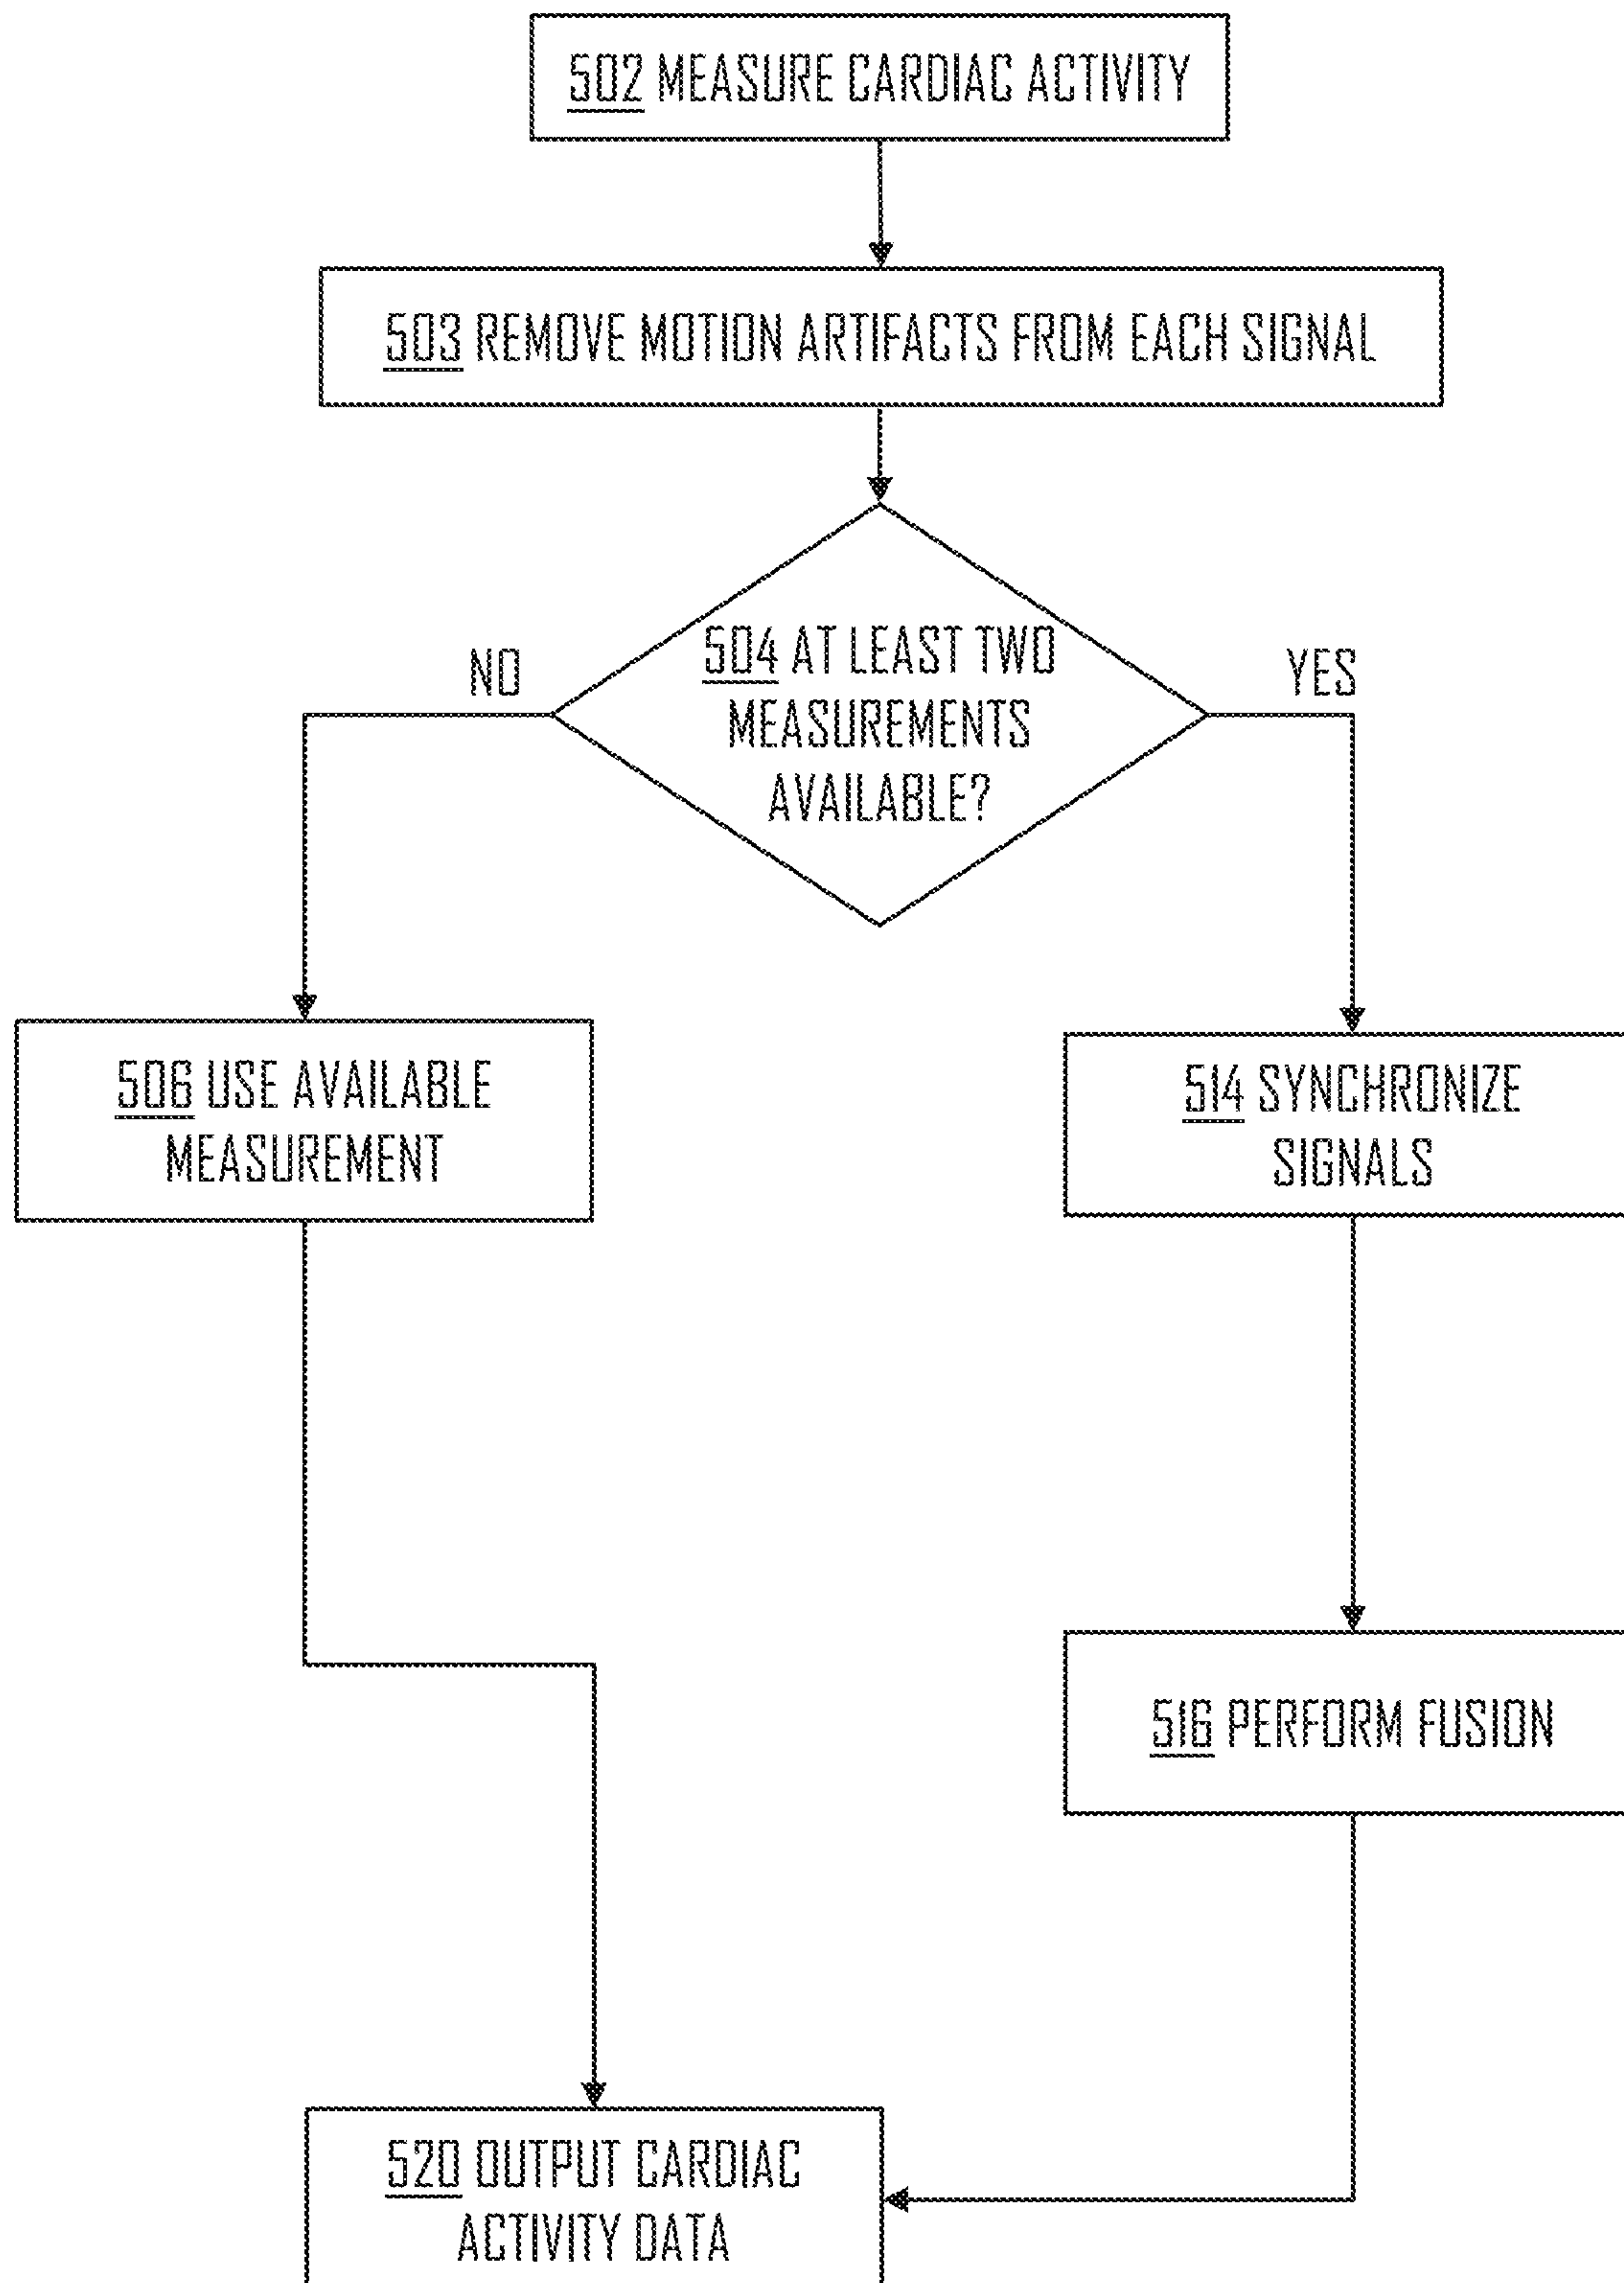 502 MEASURE CARDIAC ACTIVITY
503 REMOVE MOTION ARTIFACTS FROM EACH SIGNAL
504 AT LEAST TWO
MEASUREMENTS
AVAILABLE?
NO
YES
506 USE AVAILABLE
MEASUREMENT
514 SYNCHRONIZE
SIGNALS
516 PERFORM FUSION
520 OUTPUT CARDIAC
ACTIVITY DATA